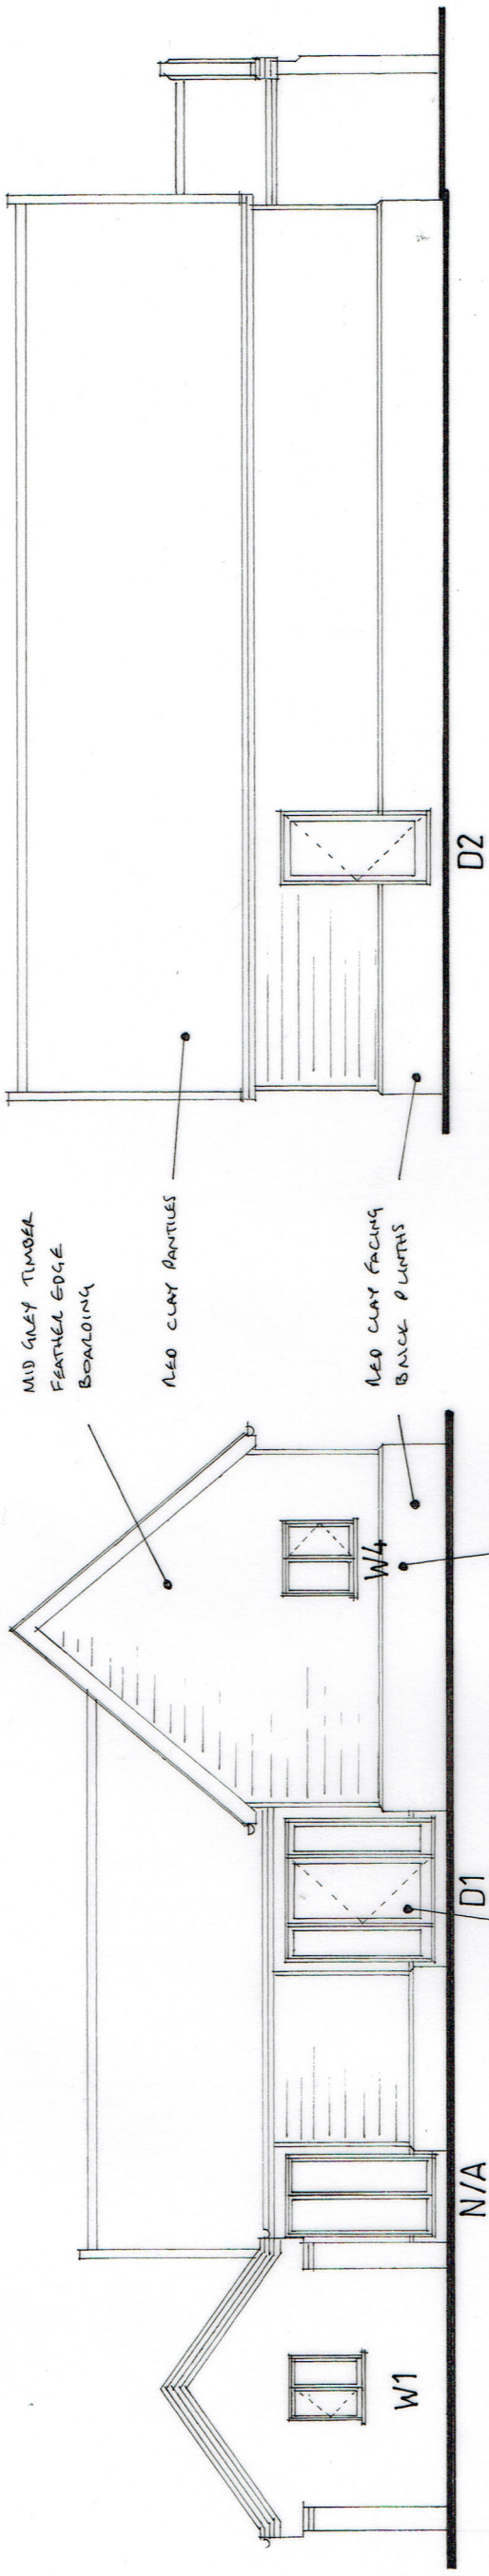 MID GREY TIMBER
FEATHER EDGE
BOARDING
RED CLAY PANTILES
RED CLAY FACING
BRICK PLINTHS
W1
N/A
D1
W4
D2